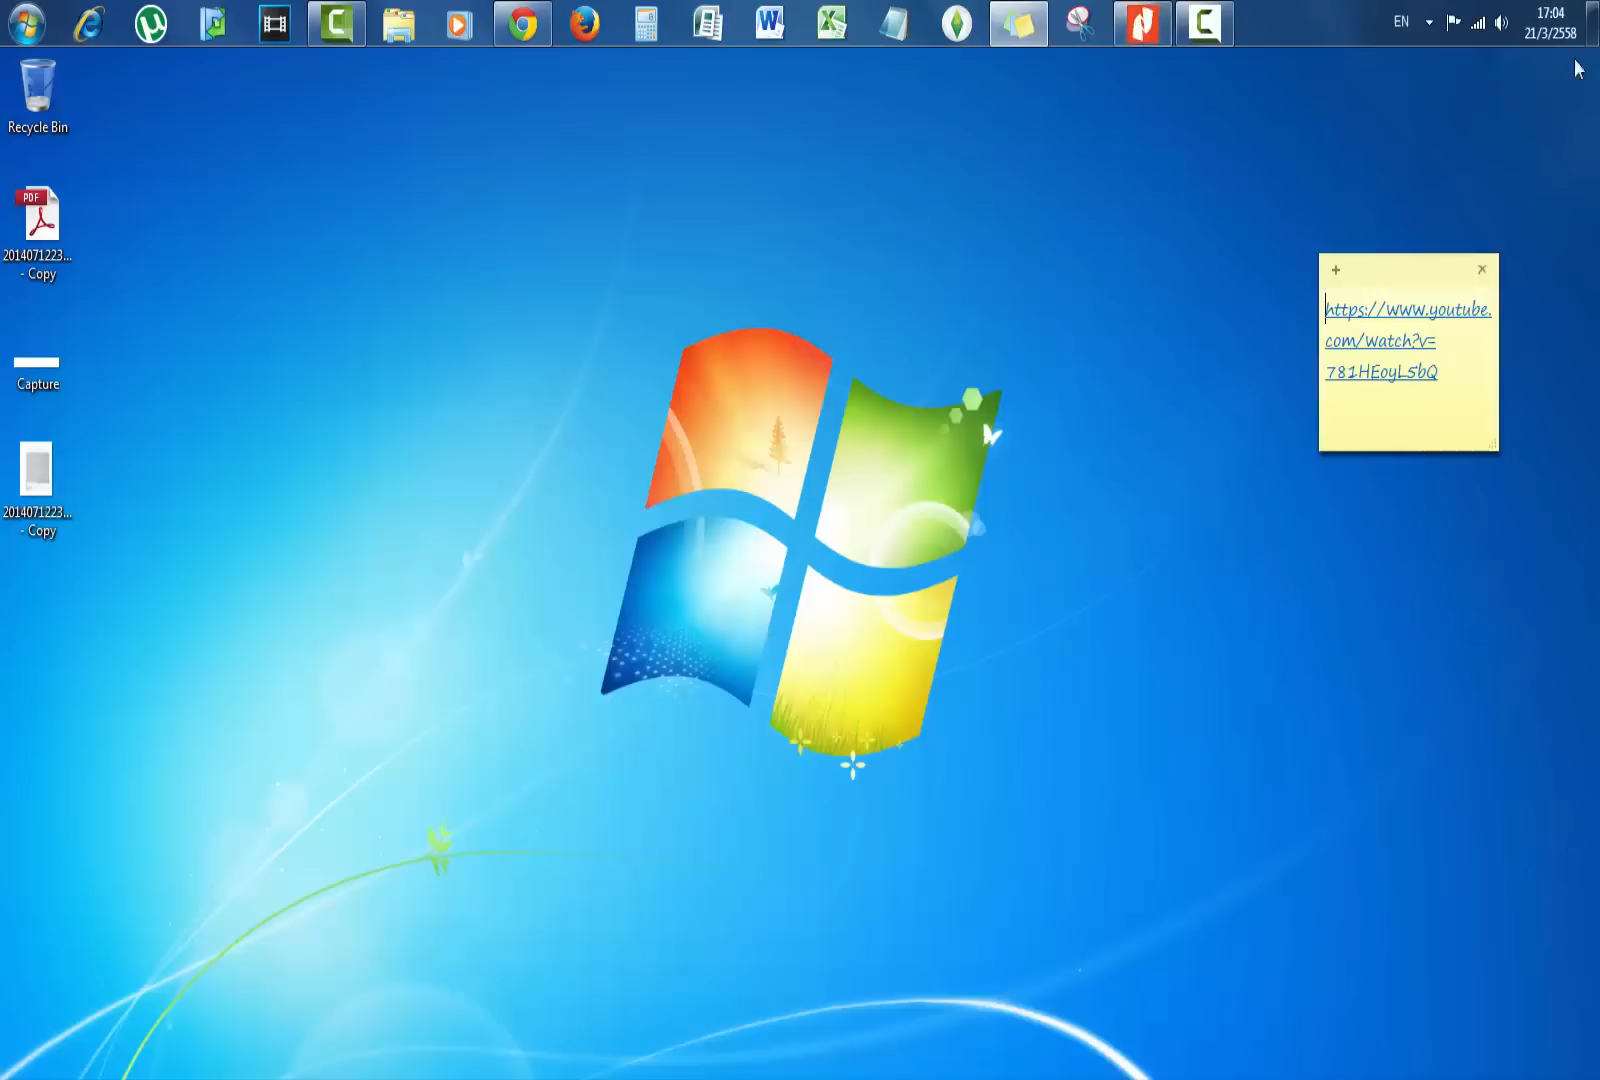 EN
17:04
21/3/2558
Recycle Bin
PDF
2014071223...
- Copy
Capture
2014071223...
- Copy
https://www.youtube.
com/watch?v=
781HEoyL5bQ